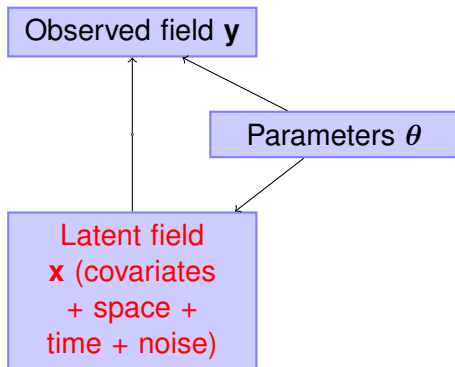 Observed field y
Parameters θ
Latent field
x (covariates
+ space +
time + noise)